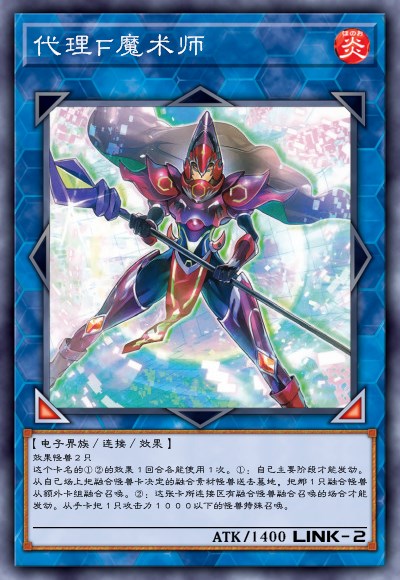 代理F魔术师
ほのお
炎
【电子界族／连接／效果】
效果怪兽２只
这个卡名的①②的效果１回合各能使用１次。①：自己主要阶段才能发动。
从自己场上把融合怪兽卡决定的融合素材怪兽送去墓地，把那１只融合怪兽
从额外卡组融合召唤。②：这张卡所连接区有融合怪兽融合召唤的场合才能
发动。从手卡把１只攻击力１０００以下的怪兽特殊召唤。
ATK/1400 LINK-2